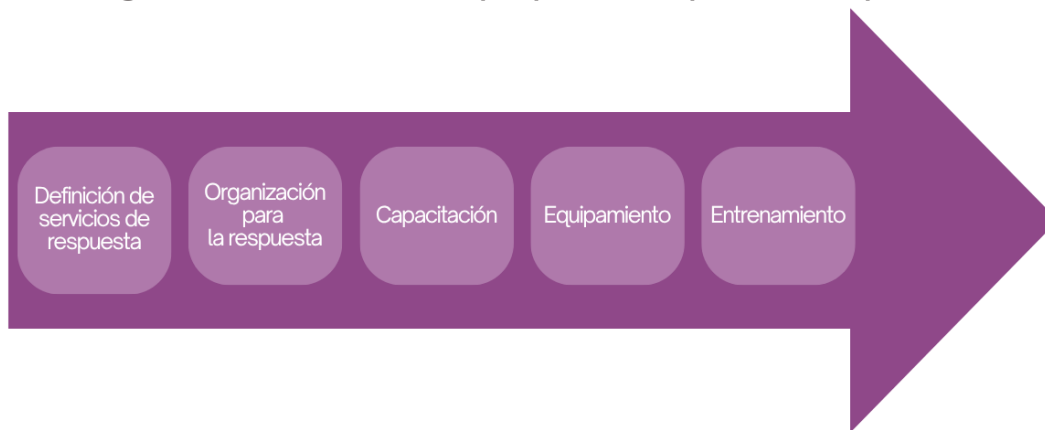 Definición de
servicios de
respuesta
Organización
para
la respuesta
Capacitación
Equipamiento
Entrenamiento